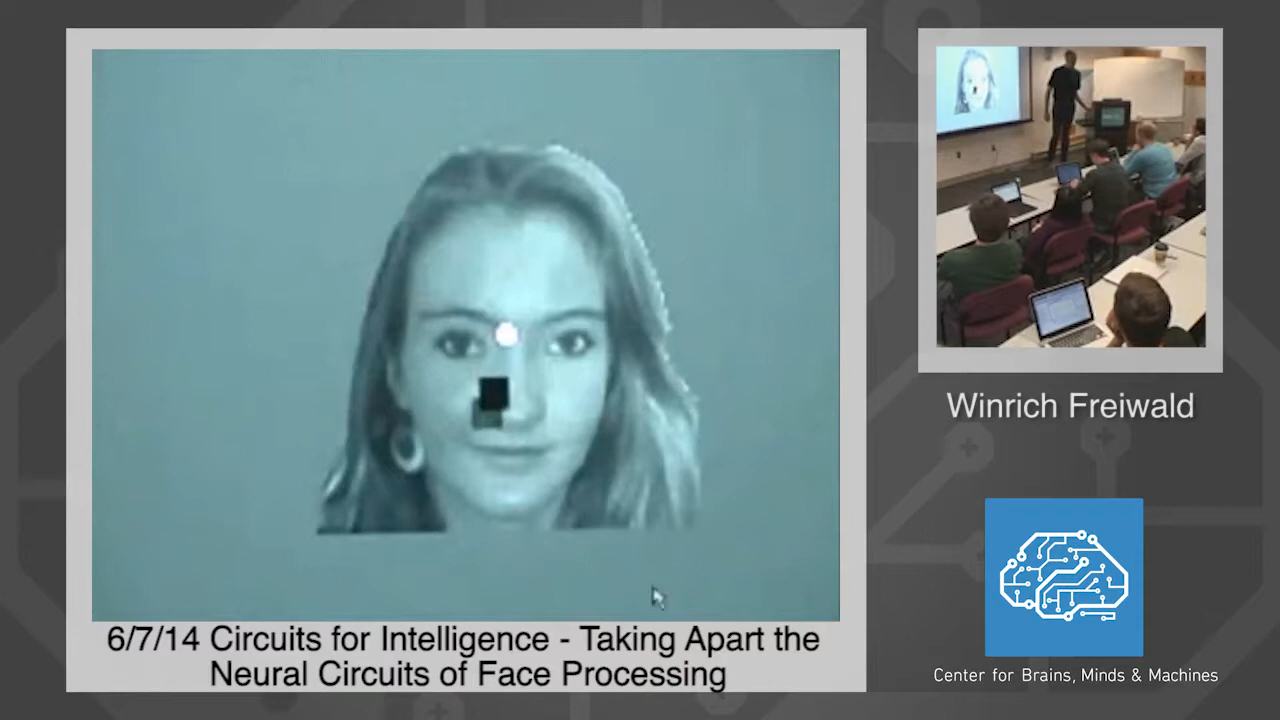 6/7/14 Circuits for Intelligence - Taking Apart the
Neural Circuits of Face Processing
Winrich Freiwald
Center for Brains, Minds & Machines